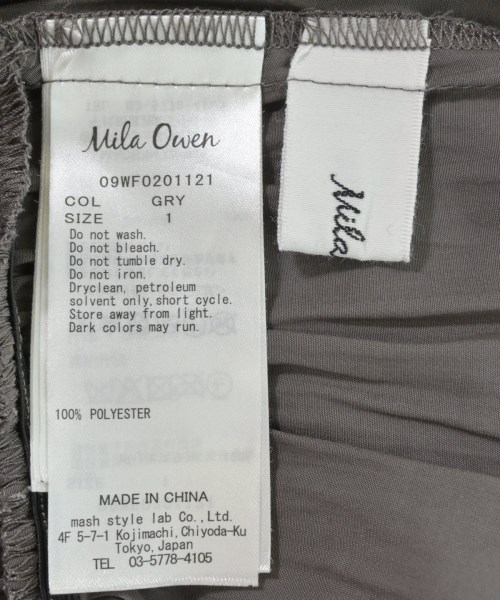 Mila Owen
09WF0201121
COL GRY
SIZE 1
Do not wash.
Do not bleach.
Do not tumble dry.
Do not iron.
Dryclean, petroleum
solvent only, short cycle.
Store away from light.
Dark colors may run.
100% POLYESTER
MADE IN CHINA
mash style lab Co., Ltd.
4F 5-7-1 Kojimachi, Chiyoda-Ku
Tokyo, Japan
TEL 03-5778-4105
Mila